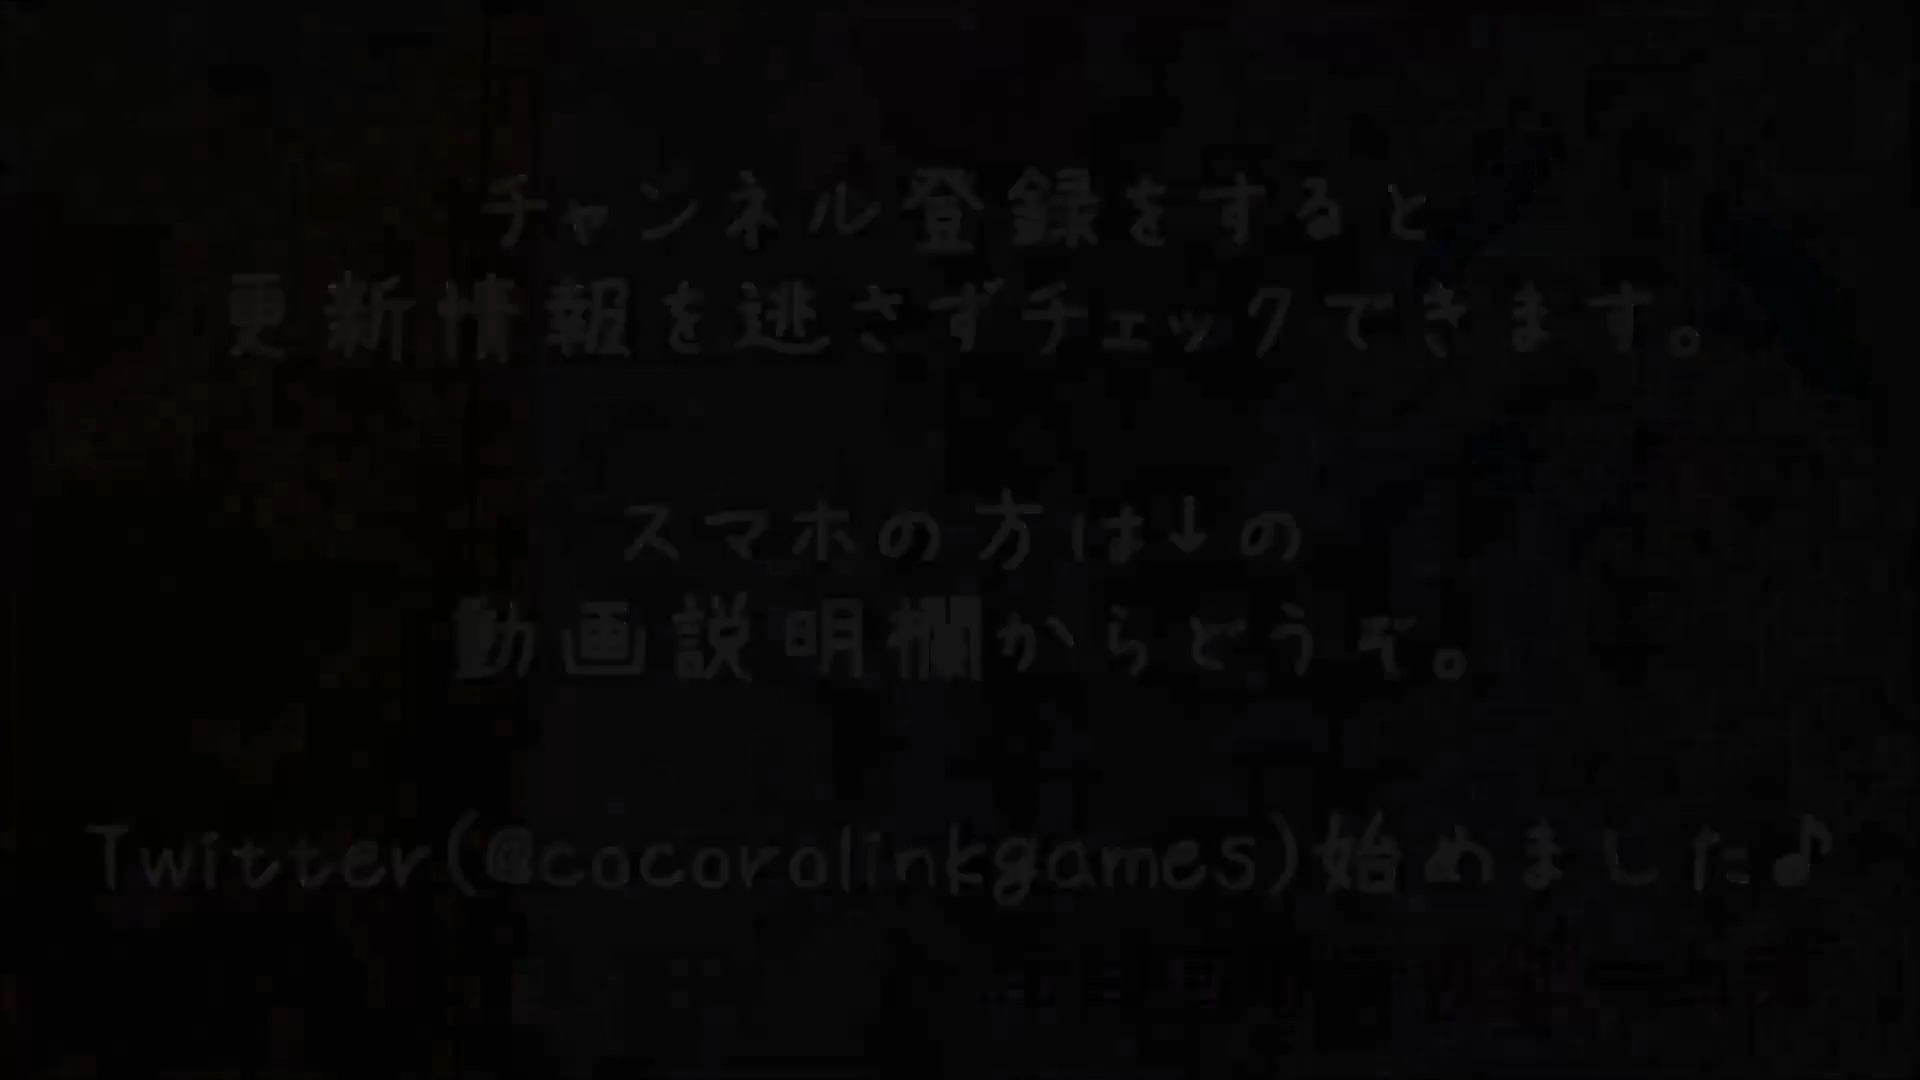 チャンネル登録をすると
更新情報を逃さずチェックできます。
スマホの方は↓の
動画説明欄からどうぞ。
Twitter(@cocorolinkgames)始めました♪